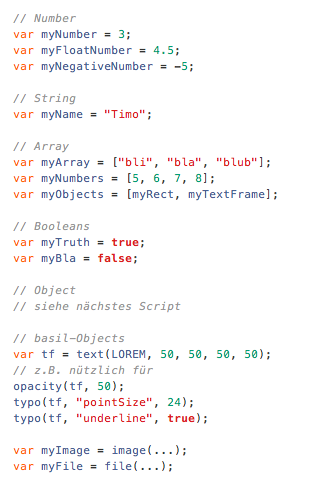 // Number
var myNumber = 3;
var myFloatNumber = 4.5;
var myNegativeNumber = -5;

// String
var myName = "Timo";

// Array
var myArray = ["bli", "bla", "blub"];
var myNumbers = [5, 6, 7, 8];
var myObjects = [myRect, myTextFrame];

// Booleans
var myTruth = true;
var myBla = false;

// Object
// siehe nächstes Script

// basil-Objects
var tf = text(LOREM, 50, 50, 50, 50);
// z.B. nützlich für
opacity(tf, 50);
typo(tf, "pointSize", 24);
typo(tf, "underline", true);

var myImage = image(...);
var myFile = file(...);